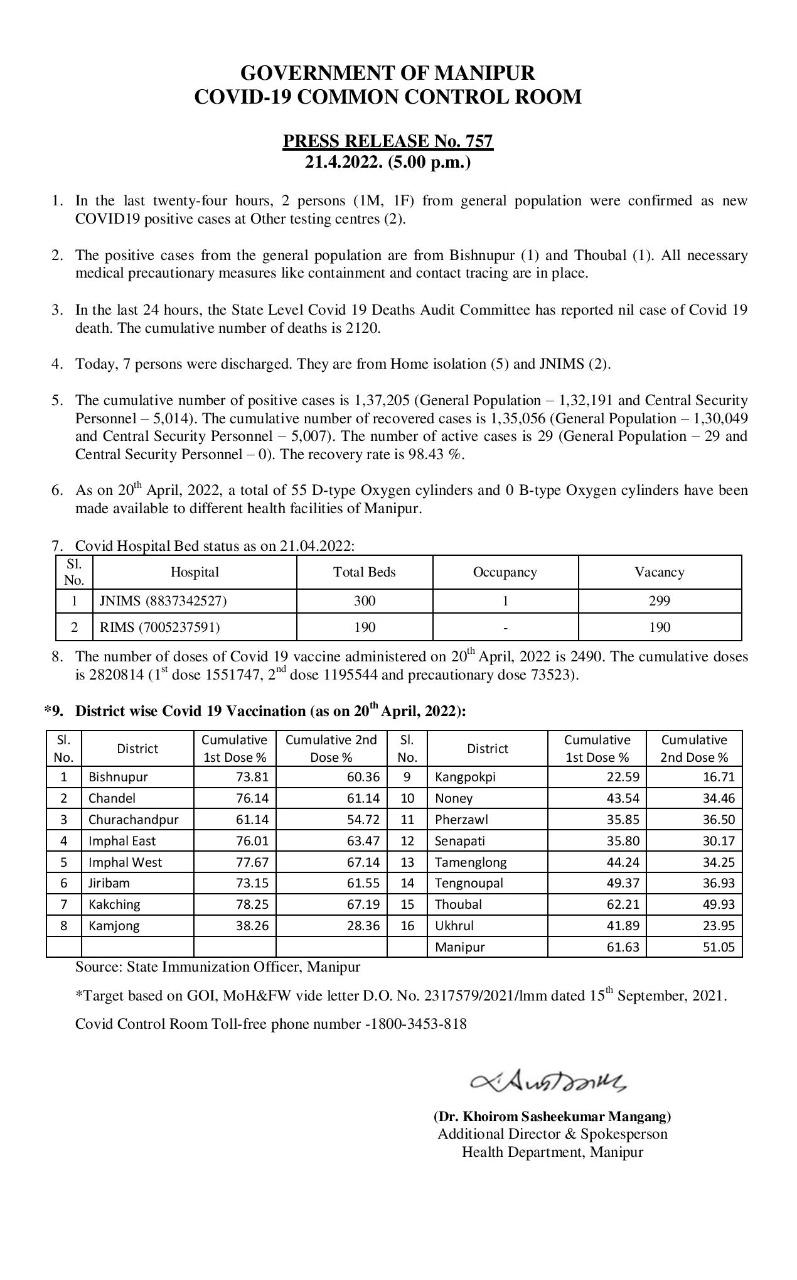 GOVERNMENT OF MANIPUR
COVID-19 COMMON CONTROL ROOM
PRESS RELEASE No. 757
21.4.2022. (5.00 p.m.)
1. In the last twenty-four hours, 2 persons (1M, 1F) from general population were confirmed as new
COVID19 positive cases at Other testing centres (2).
2. The positive cases from the general population are from Bishnupur (1) and Thoubal (1). All necessary
medical precautionary measures like containment and contact tracing are in place.
3. In the last 24 hours, the State Level Covid 19 Deaths Audit Committee has reported nil case of Covid 19
death. The cumulative number of deaths is 2120.
4. Today, 7 persons were discharged. They are from Home isolation (5) and JNIMS (2).
5. The cumulative number of positive cases is 1,37,205 (General Population – 1,32,191 and Central Security
Personnel – 5,014). The cumulative number of recovered cases is 1,35,056 (General Population – 1,30,049
and Central Security Personnel – 5,007). The number of active cases is 29 (General Population – 29 and
Central Security Personnel – 0). The recovery rate is 98.43 %.
6. As on 20th April, 2022, a total of 55 D-type Oxygen cylinders and 0 B-type Oxygen cylinders have been
made available to different health facilities of Manipur.
7. Covid Hospital Bed status as on 21.04.2022:
Sl. No. Hospital Total Beds Occupancy Vacancy
1 JNIMS (8837342527) 300 1 299
2 RIMS (7005237591) 190 - 190
8. The number of doses of Covid 19 vaccine administered on 20th April, 2022 is 2490. The cumulative doses
is 2820814 (1st dose 1551747, 2nd dose 1195544 and precautionary dose 73523).
*9. District wise Covid 19 Vaccination (as on 20th April, 2022):
Sl. No. District Cumulative 1st Dose % Cumulative 2nd Dose % Sl. No. District Cumulative 1st Dose % Cumulative 2nd Dose %
1 Bishnupur 73.81 60.36 9 Kangpokpi 22.59 16.71
2 Chandel 76.14 61.14 10 Noney 43.54 34.46
3 Churachandpur 61.14 54.72 11 Pherzawl 35.85 36.50
4 Imphal East 76.01 63.47 12 Senapati 35.80 30.17
5 Imphal West 77.67 67.14 13 Tamenglong 44.24 34.25
6 Jiribam 73.15 61.55 14 Tengnoupal 49.37 36.93
7 Kakching 78.25 67.19 15 Thoubal 62.21 49.93
8 Kamjong 38.26 28.36 16 Ukhrul 41.89 23.95
Manipur 61.63 51.05
Source: State Immunization Officer, Manipur
*Target based on GOI, MoH&FW vide letter D.O. No. 2317579/2021/lmm dated 15th September, 2021.
Covid Control Room Toll-free phone number -1800-3453-818
(Dr. Khoirom Sasheekumar Mangang)
Additional Director & Spokesperson
Health Department, Manipur